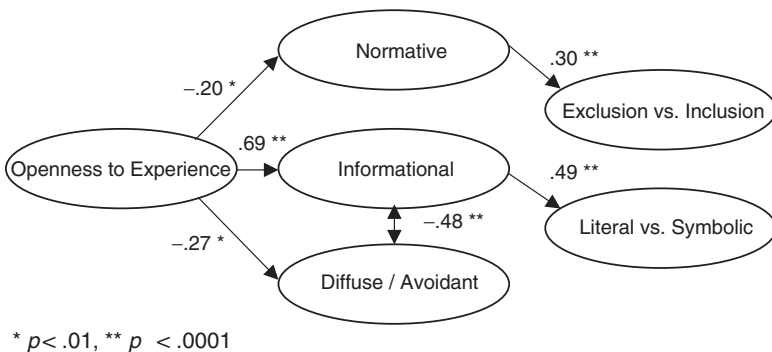 Normative
.30 **
–.20 *
Exclusion vs. Inclusion
.69 **
Openness to Experience
Informational
.49 **
–.48 **
Literal vs. Symbolic
–.27 *
Diffuse / Avoidant
* p< .01, ** p < .0001